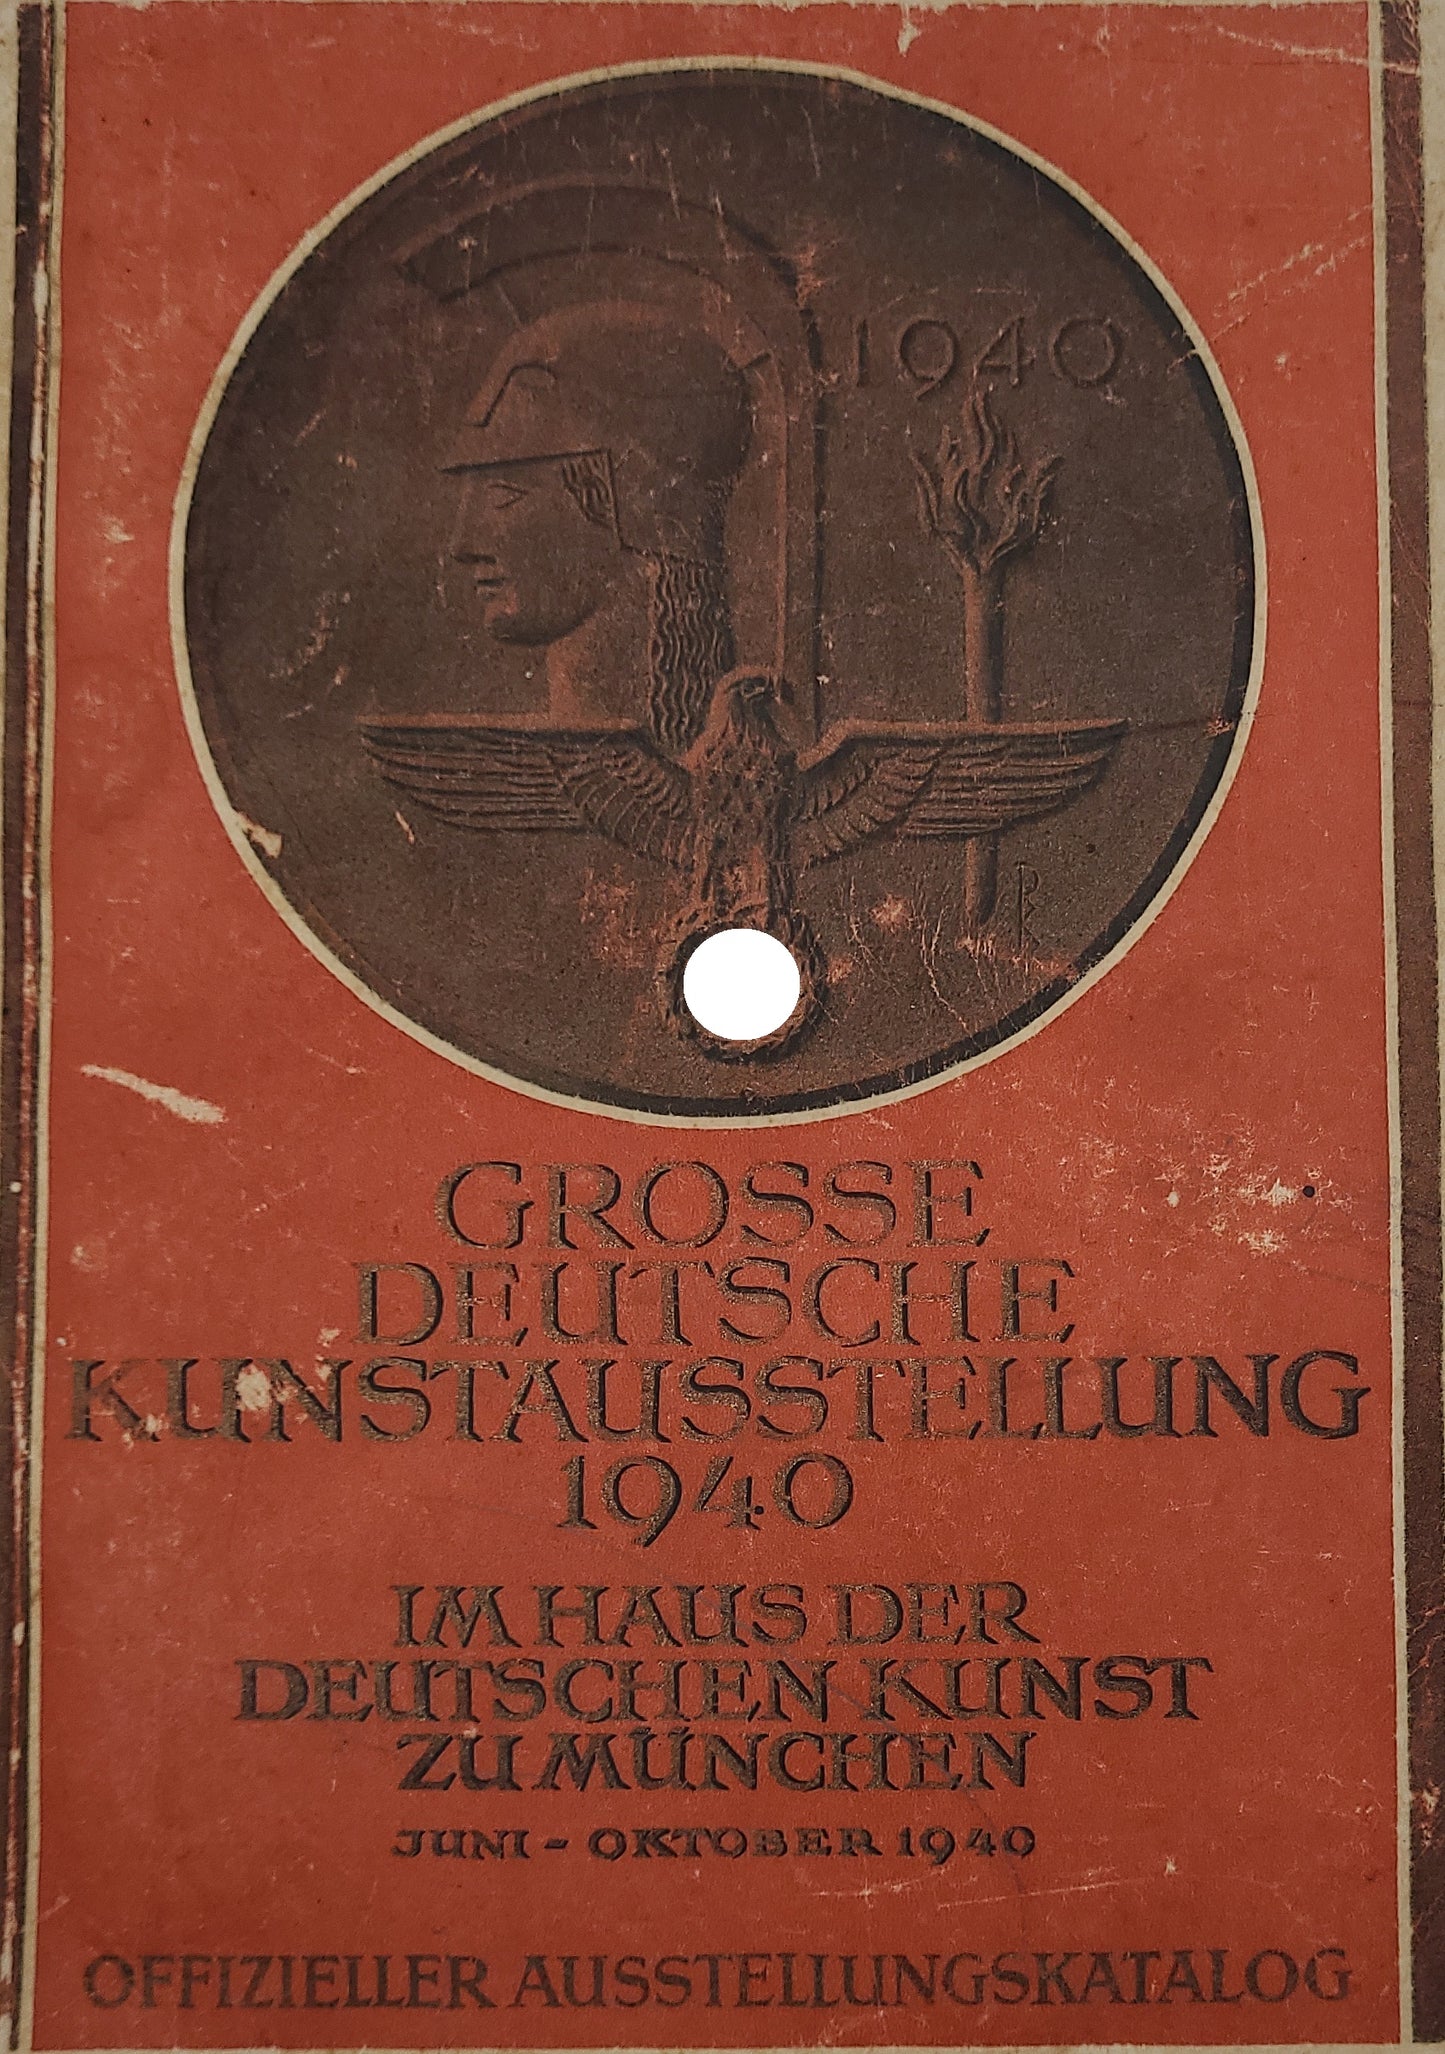 1940
GROSSE
DEUTSCHE
KUNSTAUSSTELLUNG
1940
IM HAUS DER
DEUTSCHEN KUNST
ZU MÜNCHEN
JUNI - OKTOBER 1940
OFFIZIELLER AUSSTELLUNGSKATALOG